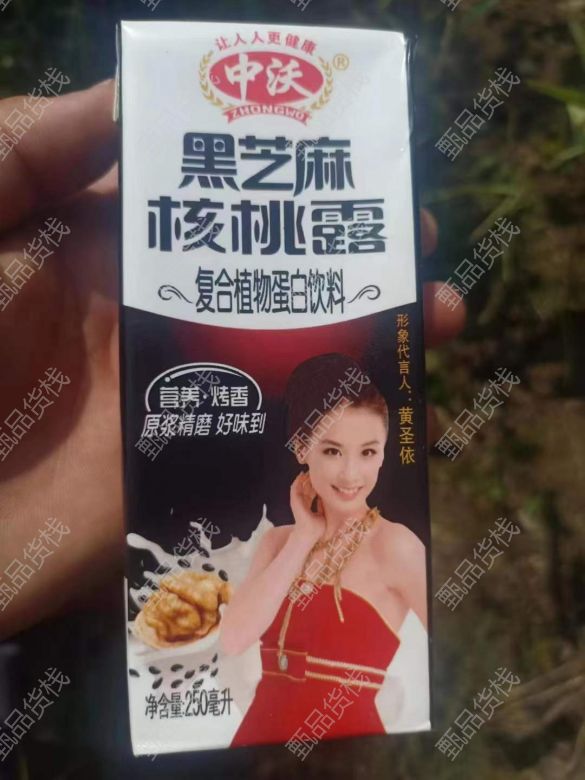 让人人更健康
中沃®
ZHONGWO
黑芝麻
核桃露
复合植物蛋白饮料
营养·烤香
原浆精磨 好味到
形象代言人：黄圣依
净含量:250毫升
甄品货栈